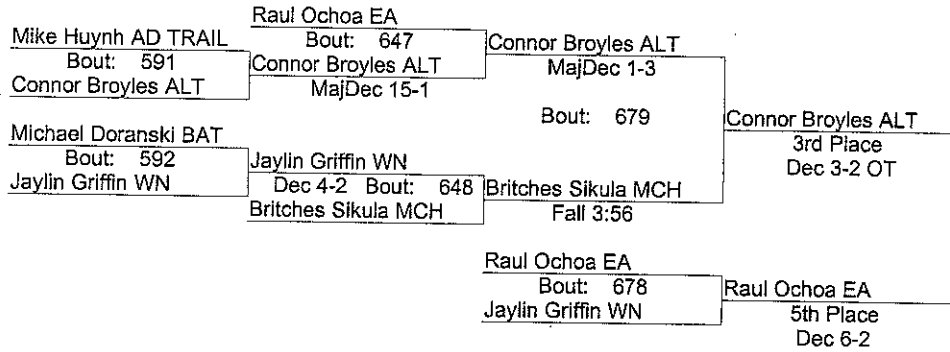 Raul Ochoa EA
Mike Huynh AD TRAIL
Bout: 647
Connor Broyles ALT
Bout: 591
Connor Broyles ALT
MajDec 1-3
Connor Broyles ALT
MajDec 15-1
Bout: 679
Connor Broyles ALT
Michael Doranski BAT
3rd Place
Bout: 592
Jaylin Griffin WN
Dec 3-2 OT
Jaylin Griffin WN
Dec 4-2 Bout: 648
Britches Sikula MCH
Britches Sikula MCH
Fall 3:56
Raul Ochoa EA
Bout: 678
Raul Ochoa EA
Jaylin Griffin WN
5th Place
Dec 6-2